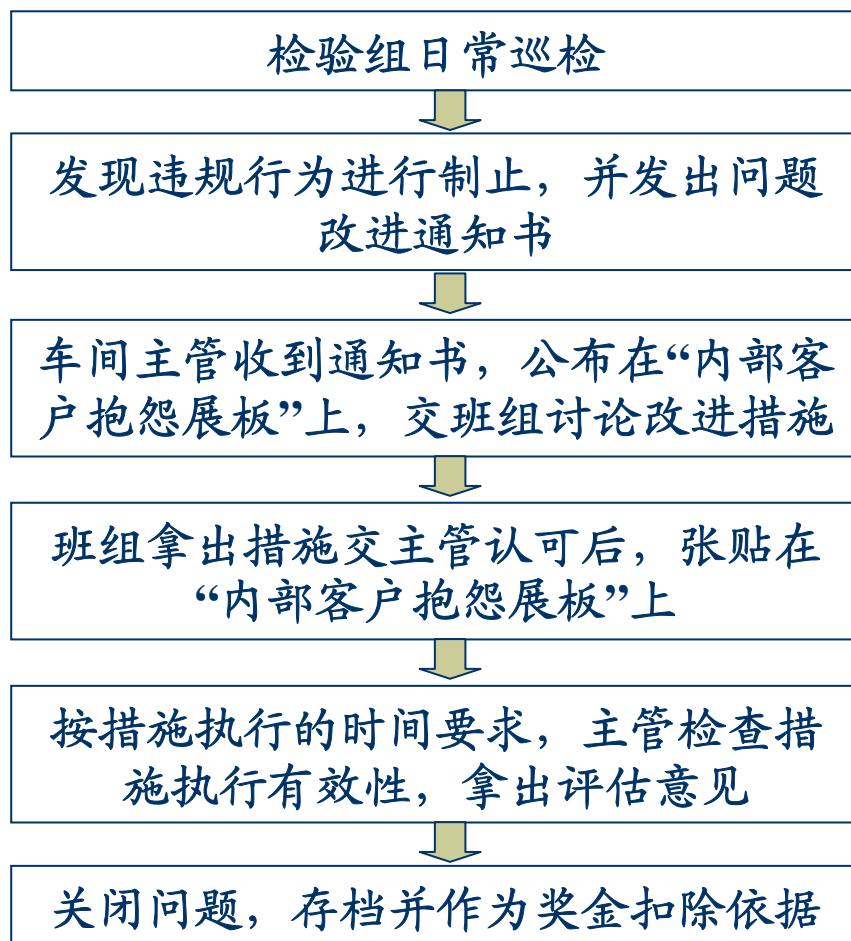 检验组日常巡检
发现违规行为进行制止，并发出问题
改进通知书
车间主管收到通知书，公布在“内部客
户抱怨展板”上，交班组讨论改进措施
班组拿出措施交主管认可后，张贴在
“内部客户抱怨展板”上
按措施执行的时间要求，主管检查措
施执行有效性，拿出评估意见
关闭问题，存档并作为奖金扣除依据